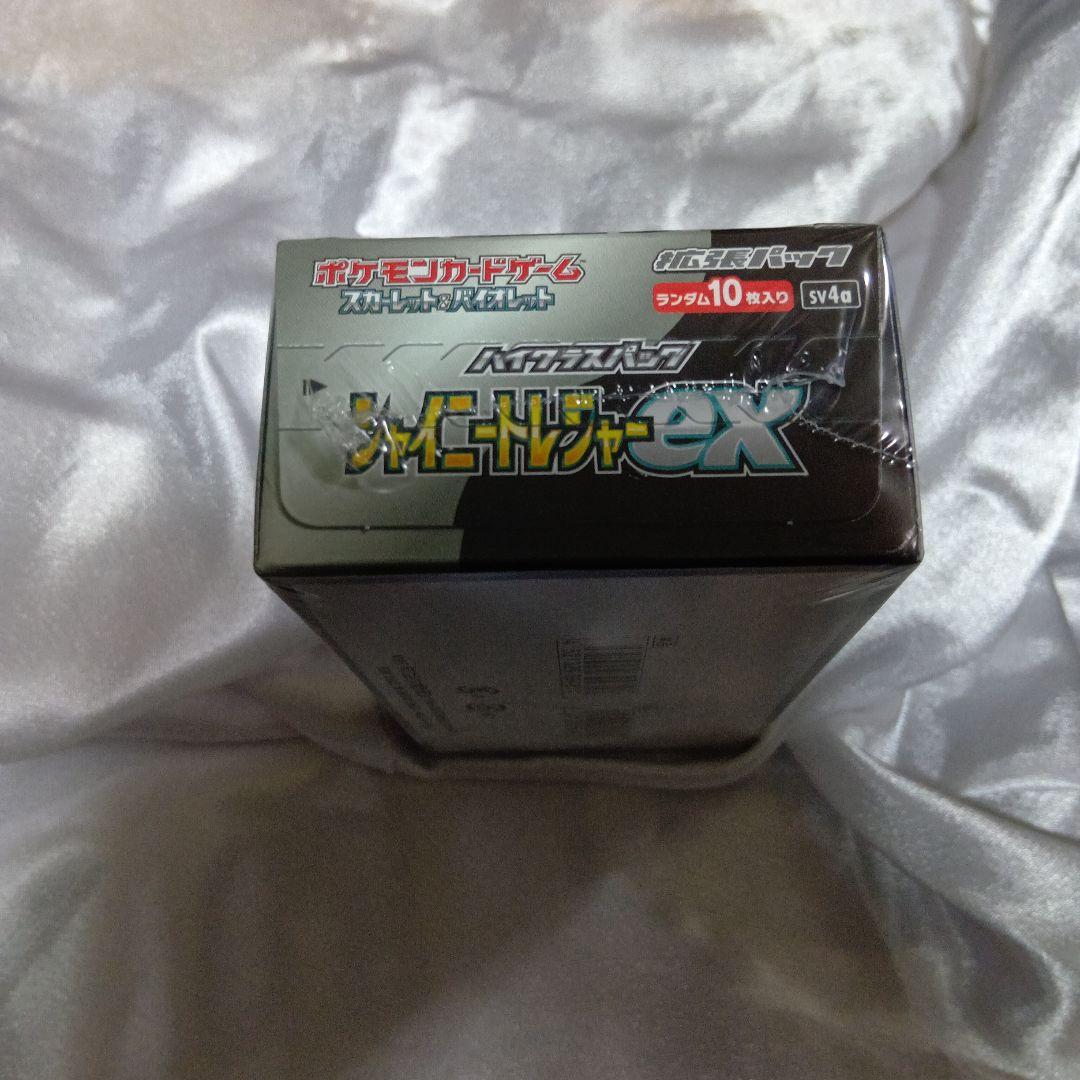 ポケモンカードゲーム
スカーレット&バイオレット
拡張パック
ランダム10枚入り
SV4a
ハイクラスパック
シャイニートレジャーex